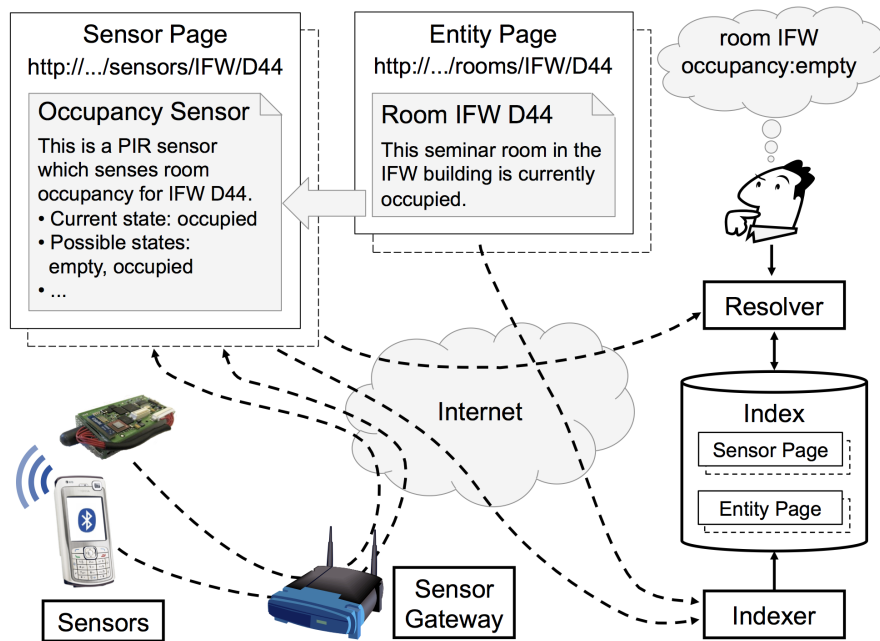 Sensor Page
http://.../sensors/IFW/D44
Occupancy Sensor
This is a PIR sensor
which senses room
occupancy for IFW D44.
• Current state: occupied
• Possible states:
empty, occupied
• ...
Entity Page
http://.../rooms/IFW/D44
Room IFW D44
This seminar room in the
IFW building is currently
occupied.
room IFW
occupancy:empty
Resolver
Internet
Index
Sensor Page
Entity Page
Indexer
Sensors
Sensor
Gateway